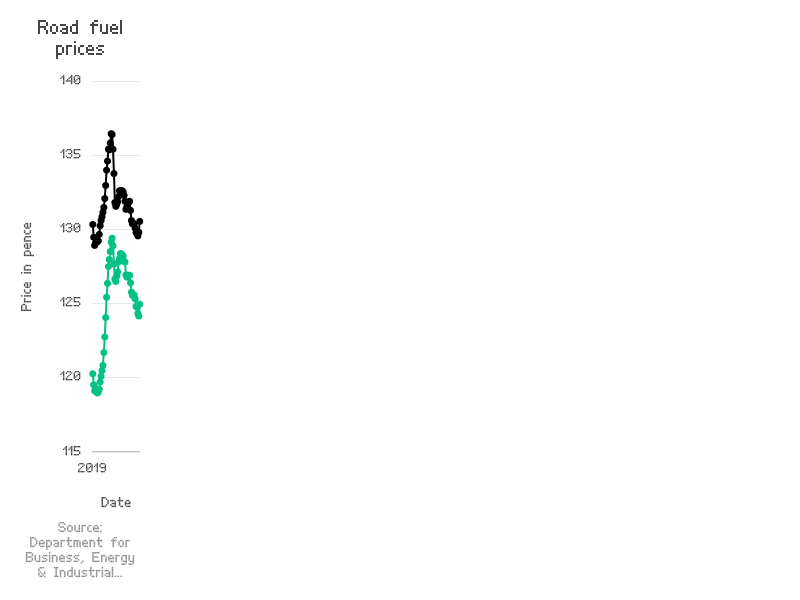 Road fuel
prices
140
135
130
125
120
115
Price in pence
2019
Date
Source:
Department for
Business, Energy
& Industrial...